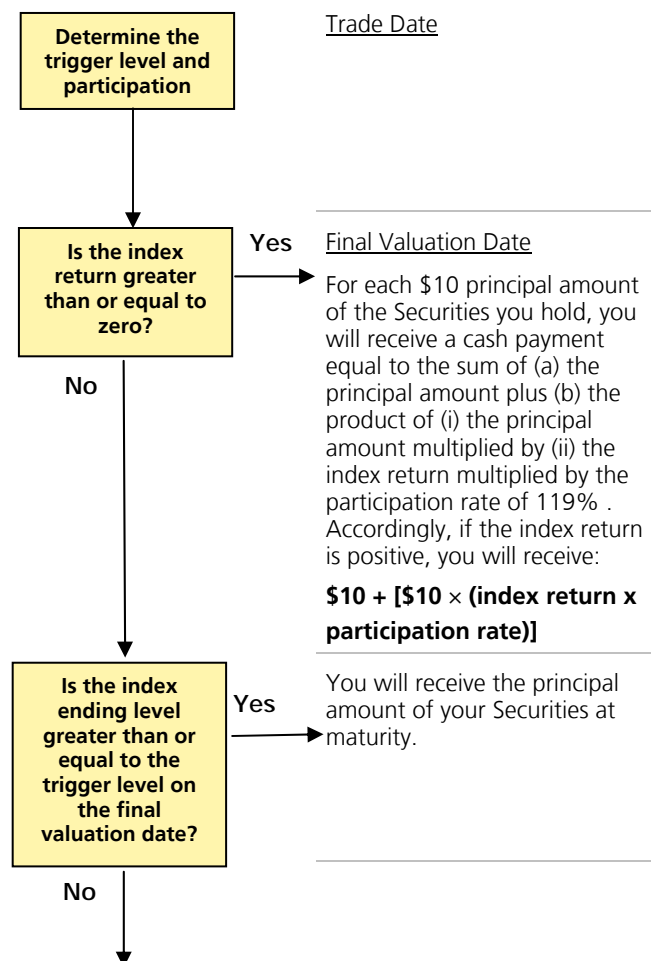 Determine the
trigger level and
participation
Trade Date
Is the index
return greater
than or equal to
zero?
Yes
No
Final Valuation Date
For each $10 principal amount
of the Securities you hold, you
will receive a cash payment
equal to the sum of (a) the
principal amount plus (b) the
product of (i) the principal
amount multiplied by (ii) the
index return multiplied by the
participation rate of 119% .
Accordingly, if the index return
is positive, you will receive:
$10 + [$10 × (index return x
participation rate)]
Is the index
ending level
greater than or
equal to the
trigger level on
the final
valuation date?
Yes
You will receive the principal
amount of your Securities at
maturity.
No